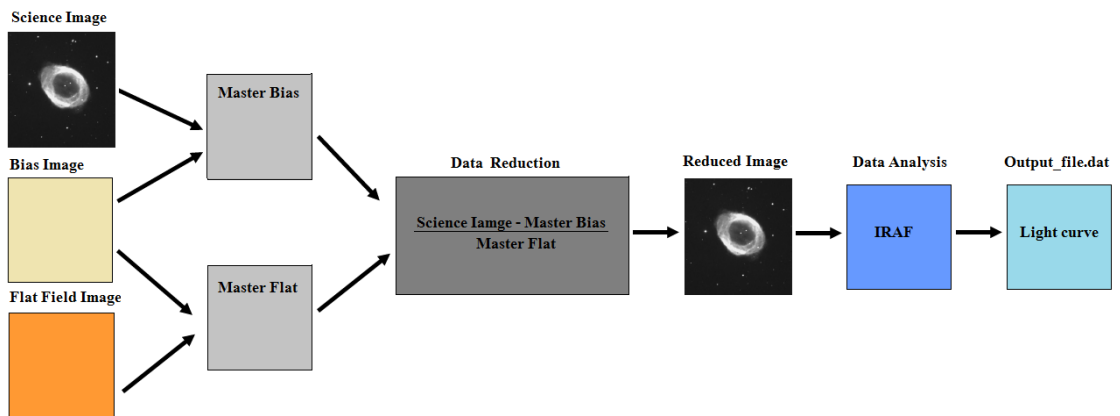 Science Image
Bias Image
Flat Field Image
Master Bias
Master Flat
Data Reduction
Science Iamge - Master Bias
Master Flat
Reduced Image
Data Analysis
IRAF
Output_file.dat
Light curve